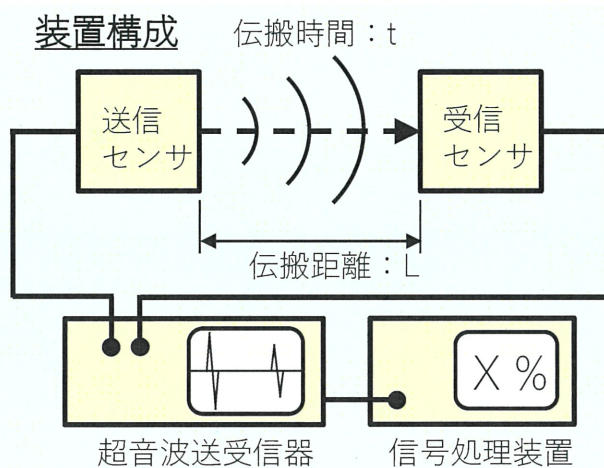 装置構成
伝搬時間：t
送信
センサ
受信
センサ
伝搬距離：L
X %
超音波送受信器
信号処理装置